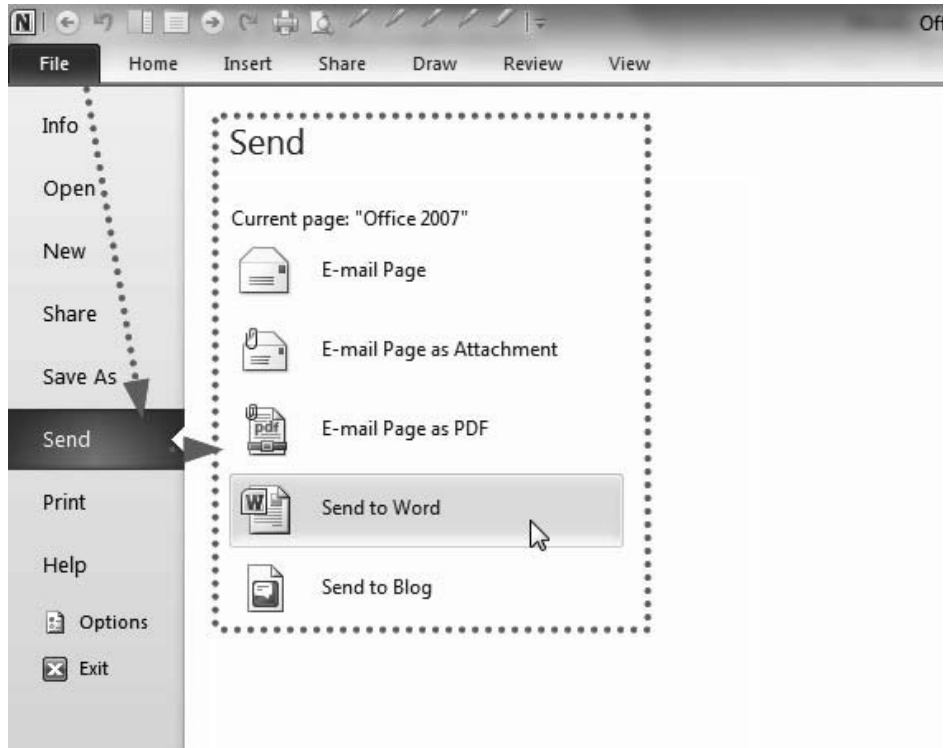 N
Off
File Home Insert Share Draw Review View
Info
Open
New
Share
Save As
Send
Print
Help
Options
Exit
Send
Current page: "Office 2007"
E-mail Page
E-mail Page as Attachment
pdf
E-mail Page as PDF
W
Send to Word
Send to Blog